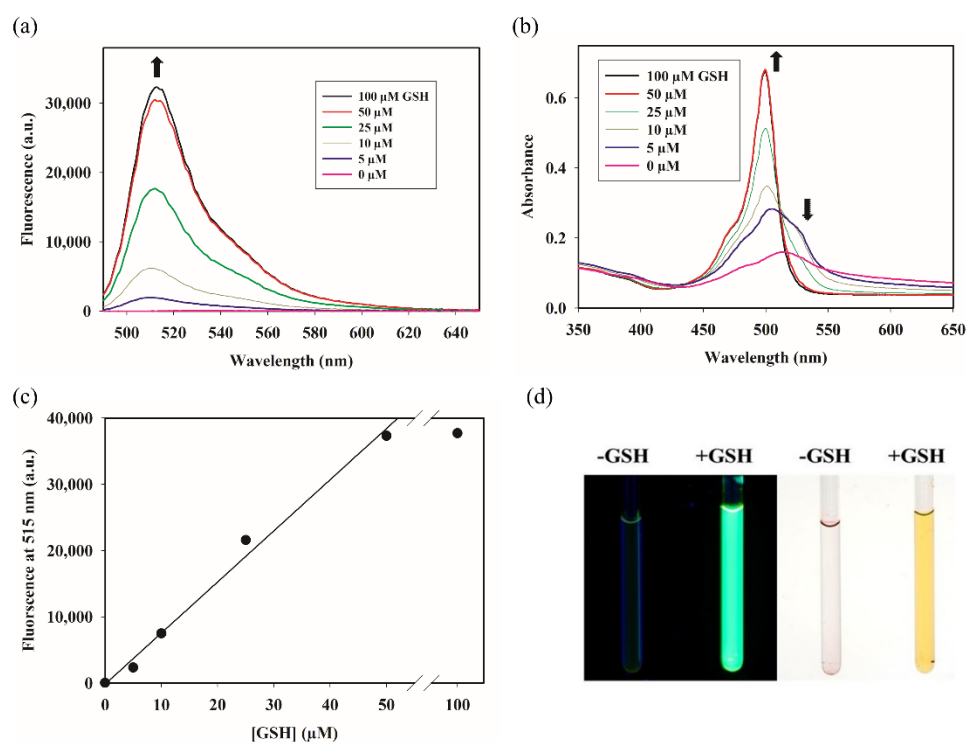 (a)
Fluorescence (a.u.)
30,000
20,000
10,000
0
100 µM GSH
50 µM
25 µM
10 µM
5 µM
0 µM
500 520 540 560 580 600 620 640
Wavelength (nm)
(b)
Absorbance
0.6
0.4
0.2
0.0
100 µM GSH
50 µM
25 µM
10 µM
5 µM
0 µM
350 400 450 500 550 600 650
Wavelength (nm)
(c)
Fluorscence at 515 nm (a.u.)
40,000
30,000
20,000
10,000
0
0 10 20 30 40 50 100
[GSH] (µM)
(d)
-GSH +GSH -GSH +GSH